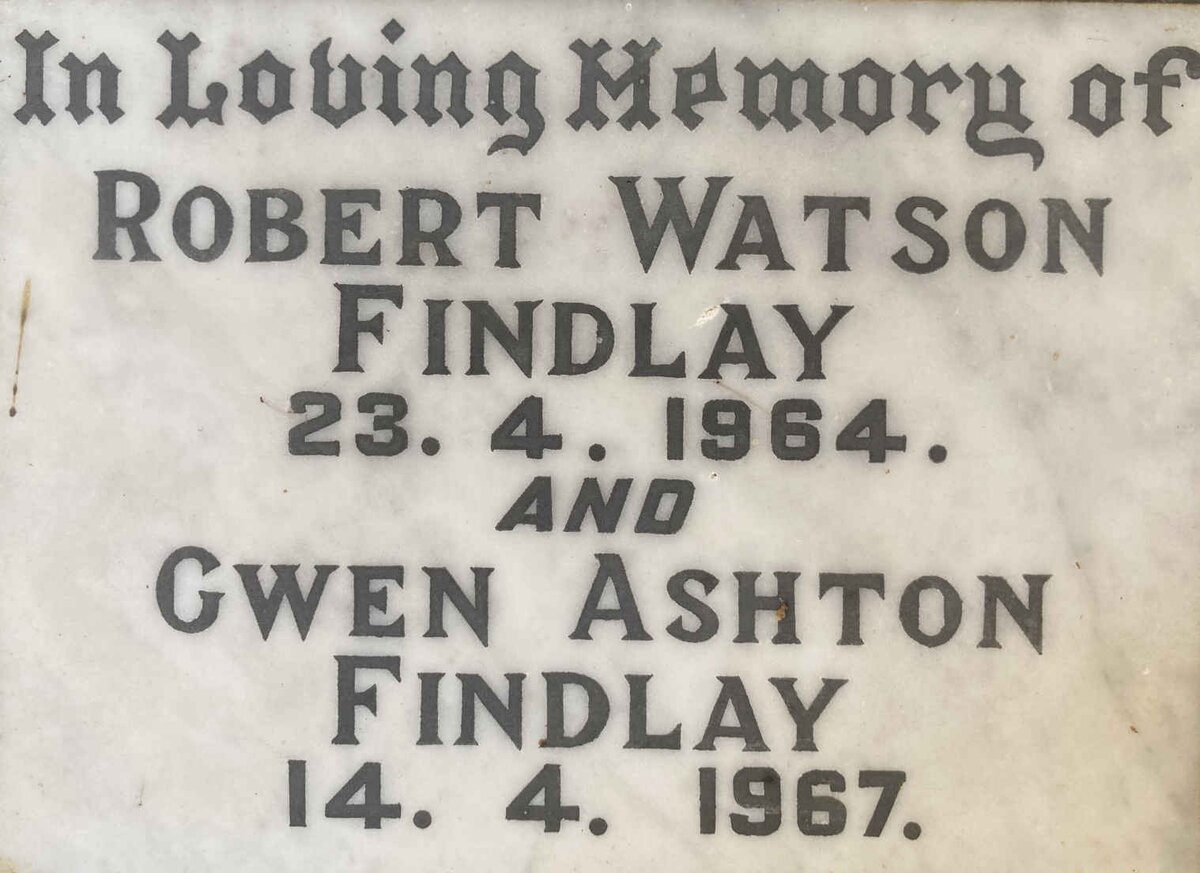 In Loving Memory of
ROBERT WATSON
FINDLAY
23. 4. 1964.
AND
GWEN ASHTON
FINDLAY
14. 4. 1967.